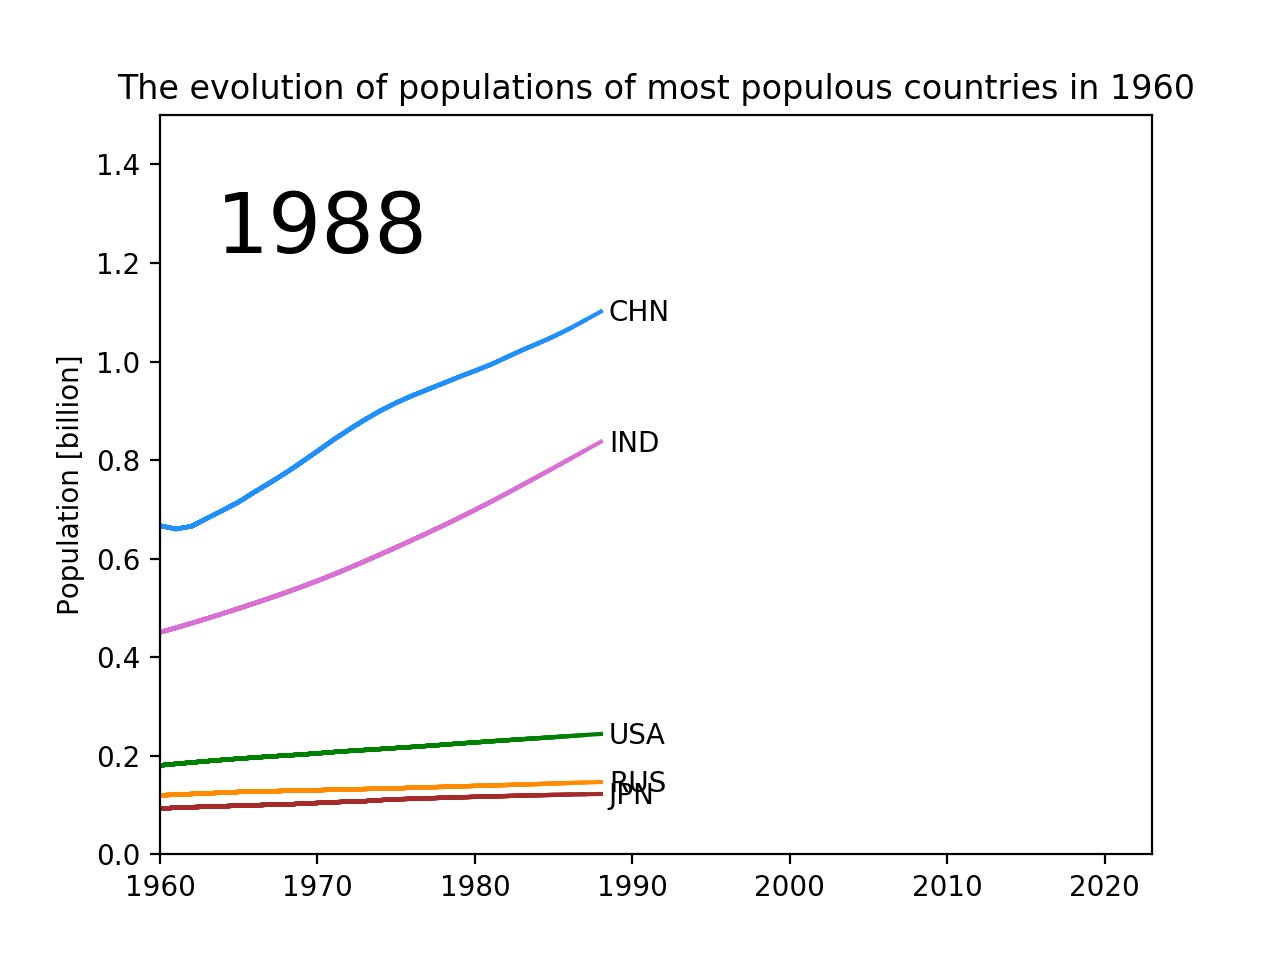 The evolution of populations of most populous countries in 1960
1.4
1988
1.2
CHN
1.0
Population [billion]
IND
0.8
0.6
0.4
USA
0.2
RUS
JPN
0.0
1960 1970 1980 1990 2000 2010 2020